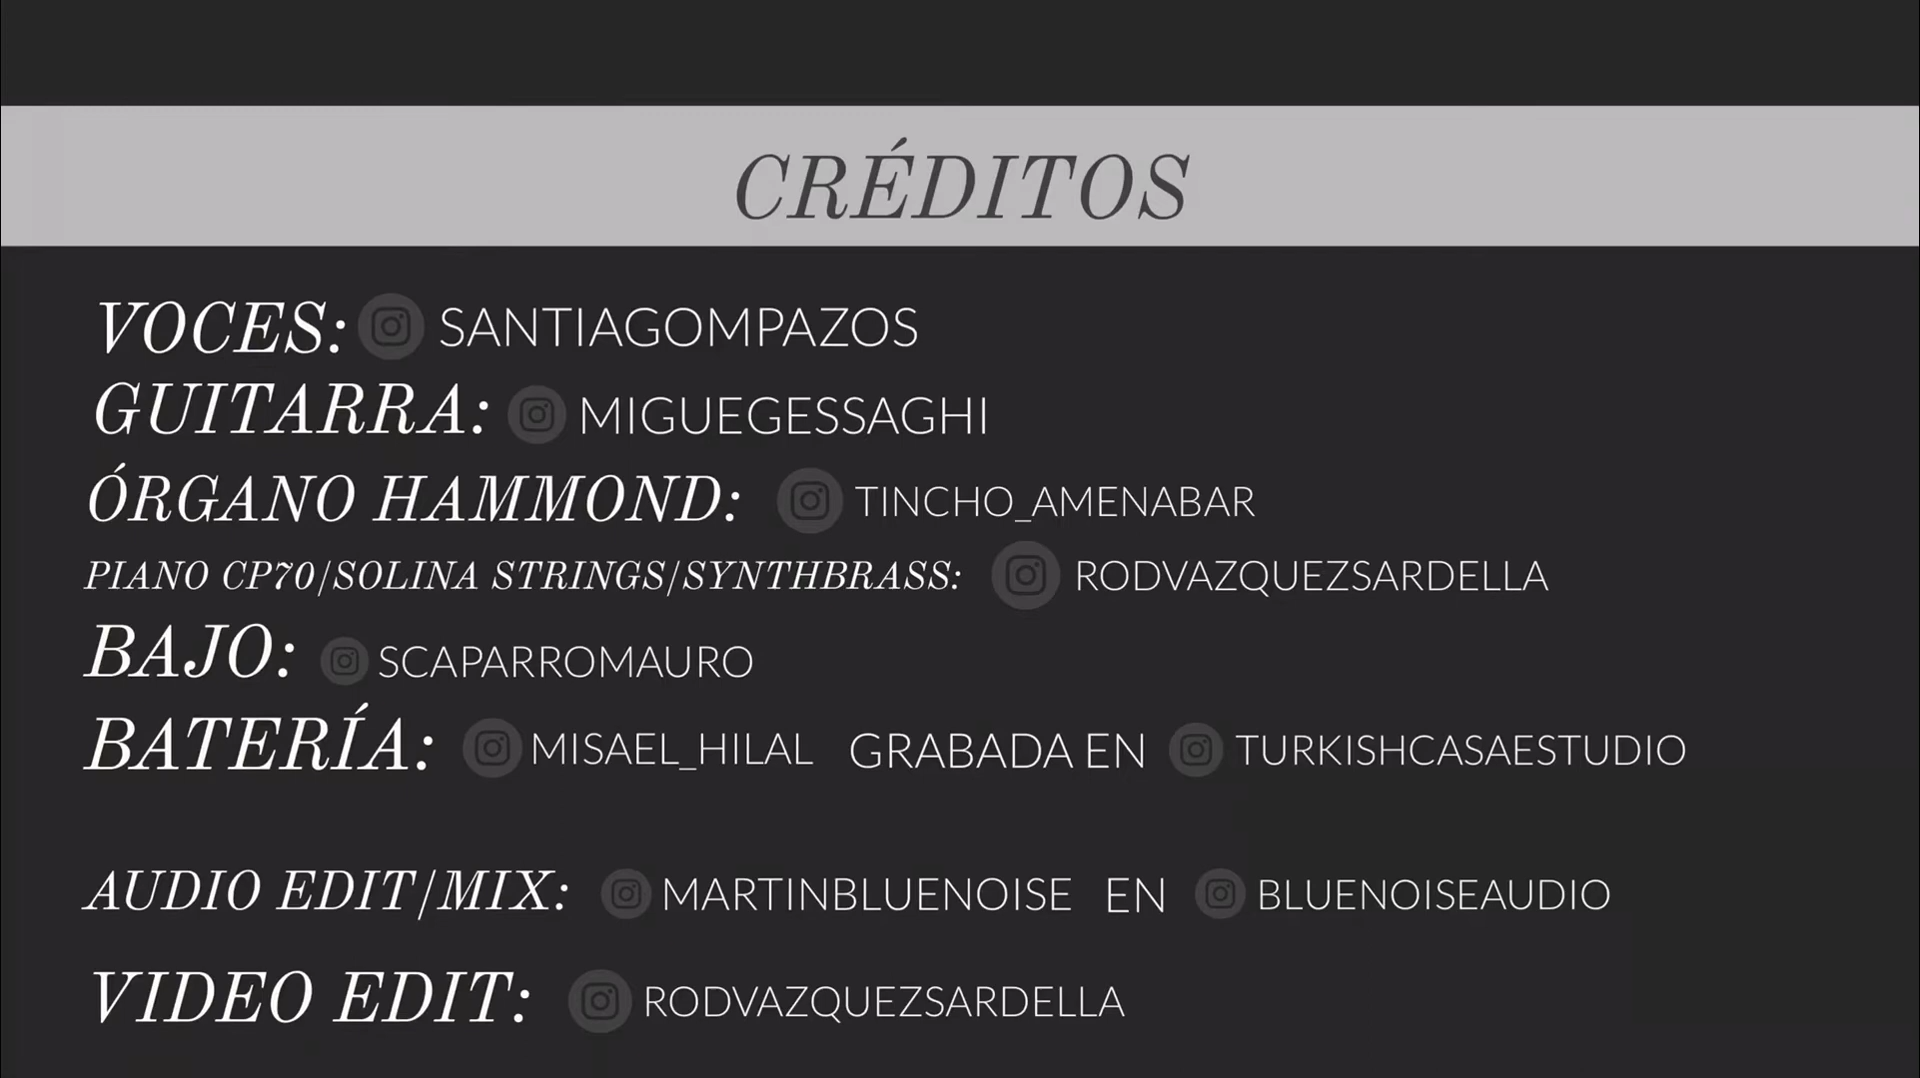 CRÉDITOS
VOCES: SANTIAGOMPAZOS
GUITARRA: MIGUEGESSAGHI
ÓRGANO HAMMOND: TINCHO_AMENABAR
PIANO CP70/SOLINA STRINGS/SYNTHBRASS: RODVAZQUEZSARDELLA
BAJO: SCAPARROMAURO
BATERÍA: MISAEL_HILAL GRABADA EN TURKISHCASAESTUDIO
AUDIO EDIT/MIX: MARTINBLUENOISE EN BLUENOISEAUDIO
VIDEO EDIT: RODVAZQUEZSARDELLA